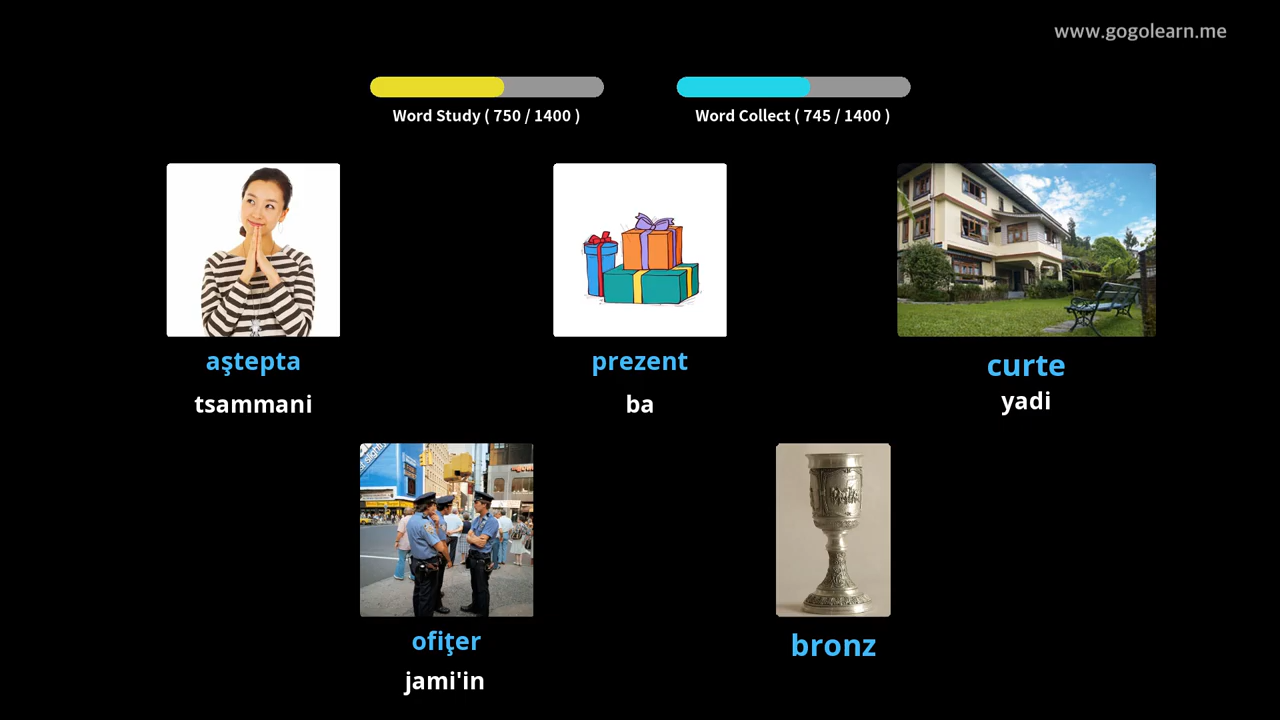 www.gogolearn.me
Word Study ( 750 / 1400 )
Word Collect ( 745 / 1400 )
aştepta
tsammani
prezent
ba
curte
yadi
ofiţer
jami'in
bronz